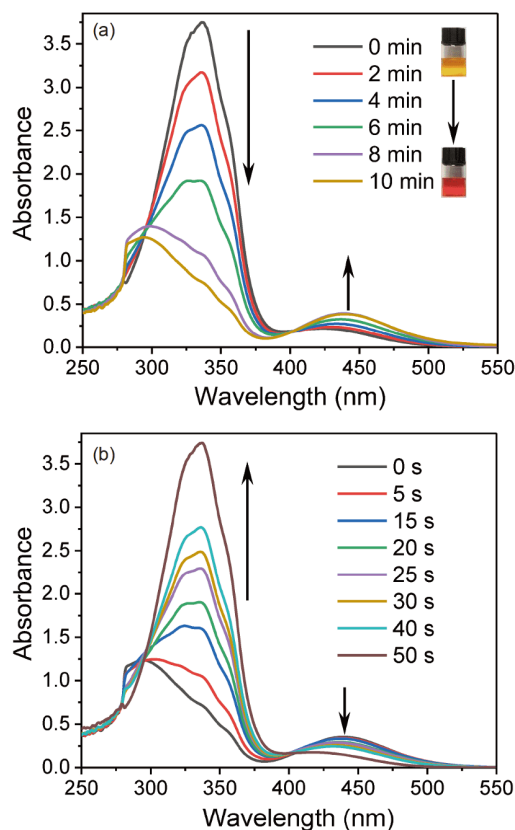 (a)
0 min
2 min
4 min
6 min
8 min
10 min
3.5
3.0
2.5
2.0
1.5
1.0
0.5
0.0
Absorbance
250 300 350 400 450 500 550
Wavelength (nm)
(b)
0 s
5 s
15 s
20 s
25 s
30 s
40 s
50 s
3.5
3.0
2.5
2.0
1.5
1.0
0.5
0.0
Absorbance
250 300 350 400 450 500 550
Wavelength (nm)